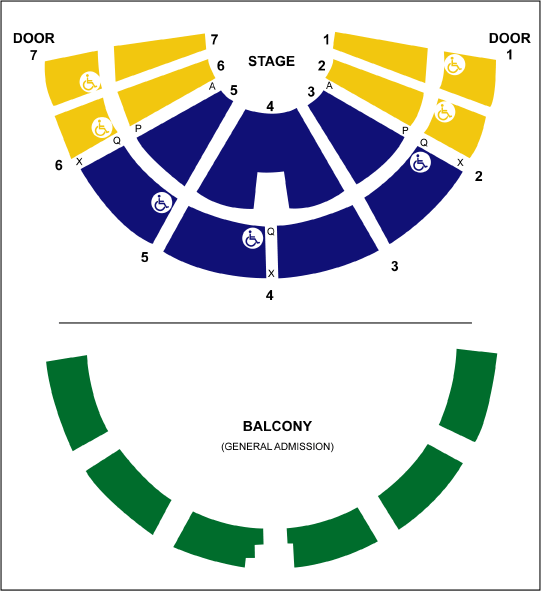 DOOR
7
7
6
5
STAGE
4
1
2
3
DOOR
1
A
A
P
Q
X
6
P
Q
X
2
5
Q
X
4
3
BALCONY
(GENERAL ADMISSION)